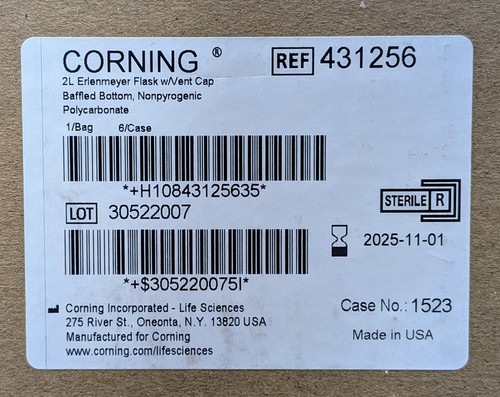 CORNING ®
REF 431256
2L Erlenmeyer Flask w/Vent Cap
Baffled Bottom, Nonpyrogenic
Polycarbonate
1/Bag 6/Case
*+H10843125635*
STERILE R
LOT 30522007
2025-11-01
*+$305220075I*
Corning Incorporated - Life Sciences
275 River St., Oneonta, N.Y. 13820 USA
Manufactured for Corning
www.corning.com/lifesciences
Case No.: 1523
Made in USA